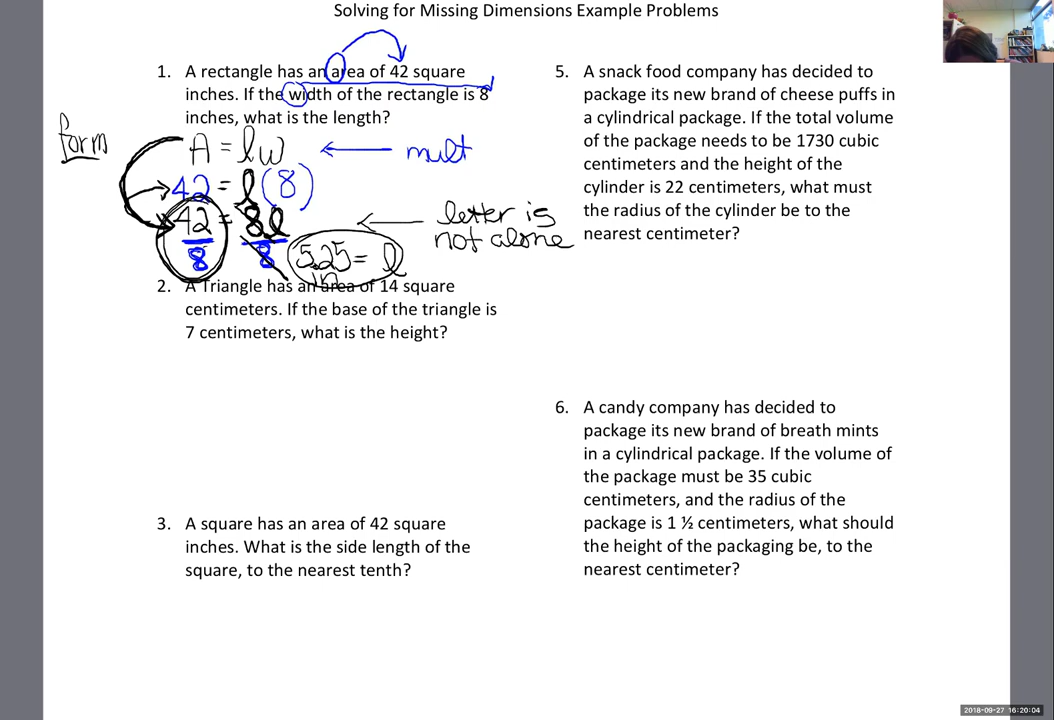 Solving for Missing Dimensions Example Problems
1. A rectangle has an area of 42 square
inches. If the width of the rectangle is 8
inches, what is the length?
form
A = lw
mult
42 = l(8)
42 = 8l
8 8
letter is
not alone
5.25 = l
in
2. A Triangle has an area of 14 square
centimeters. If the base of the triangle is
7 centimeters, what is the height?
3. A square has an area of 42 square
inches. What is the side length of the
square, to the nearest tenth?
5. A snack food company has decided to
package its new brand of cheese puffs in
a cylindrical package. If the total volume
of the package needs to be 1730 cubic
centimeters and the height of the
cylinder is 22 centimeters, what must
the radius of the cylinder be to the
nearest centimeter?
6. A candy company has decided to
package its new brand of breath mints
in a cylindrical package. If the volume of
the package must be 35 cubic
centimeters, and the radius of the
package is 1 ½ centimeters, what should
the height of the packaging be, to the
nearest centimeter?
2018-09-27 16:20:04